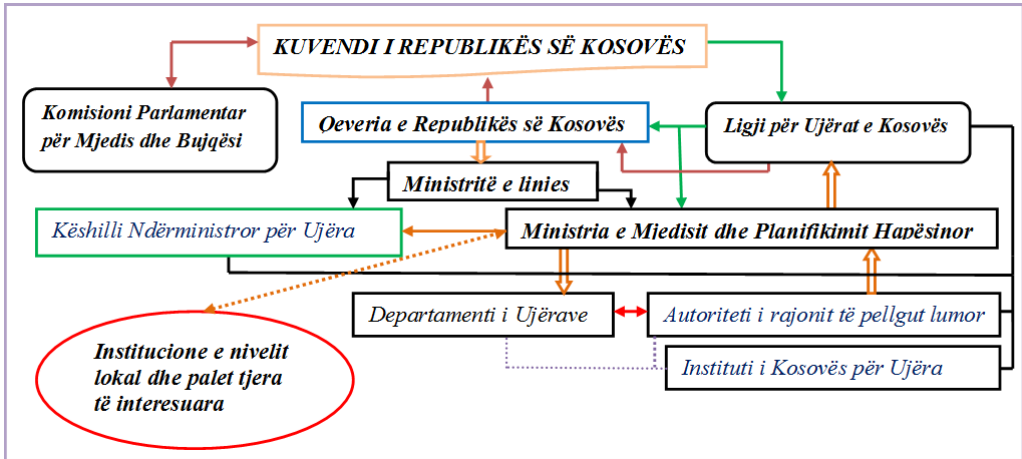 KUVENDI I REPUBLIKËS SË KOSOVËS
Komisioni Parlamentar
për Mjedis dhe Bujqësi
Qeveria e Republikës së Kosovës
Ligji për Ujërat e Kosovës
Ministritë e linies
Këshilli Ndërministror për Ujëra
Ministria e Mjedisit dhe Planifikimit Hapësinor
Departamenti i Ujërave
Autoriteti i rajonit të pellgut lumor
Instituti i Kosovës për Ujëra
Institucione e nivelit
lokal dhe palet tjera
të interesuara